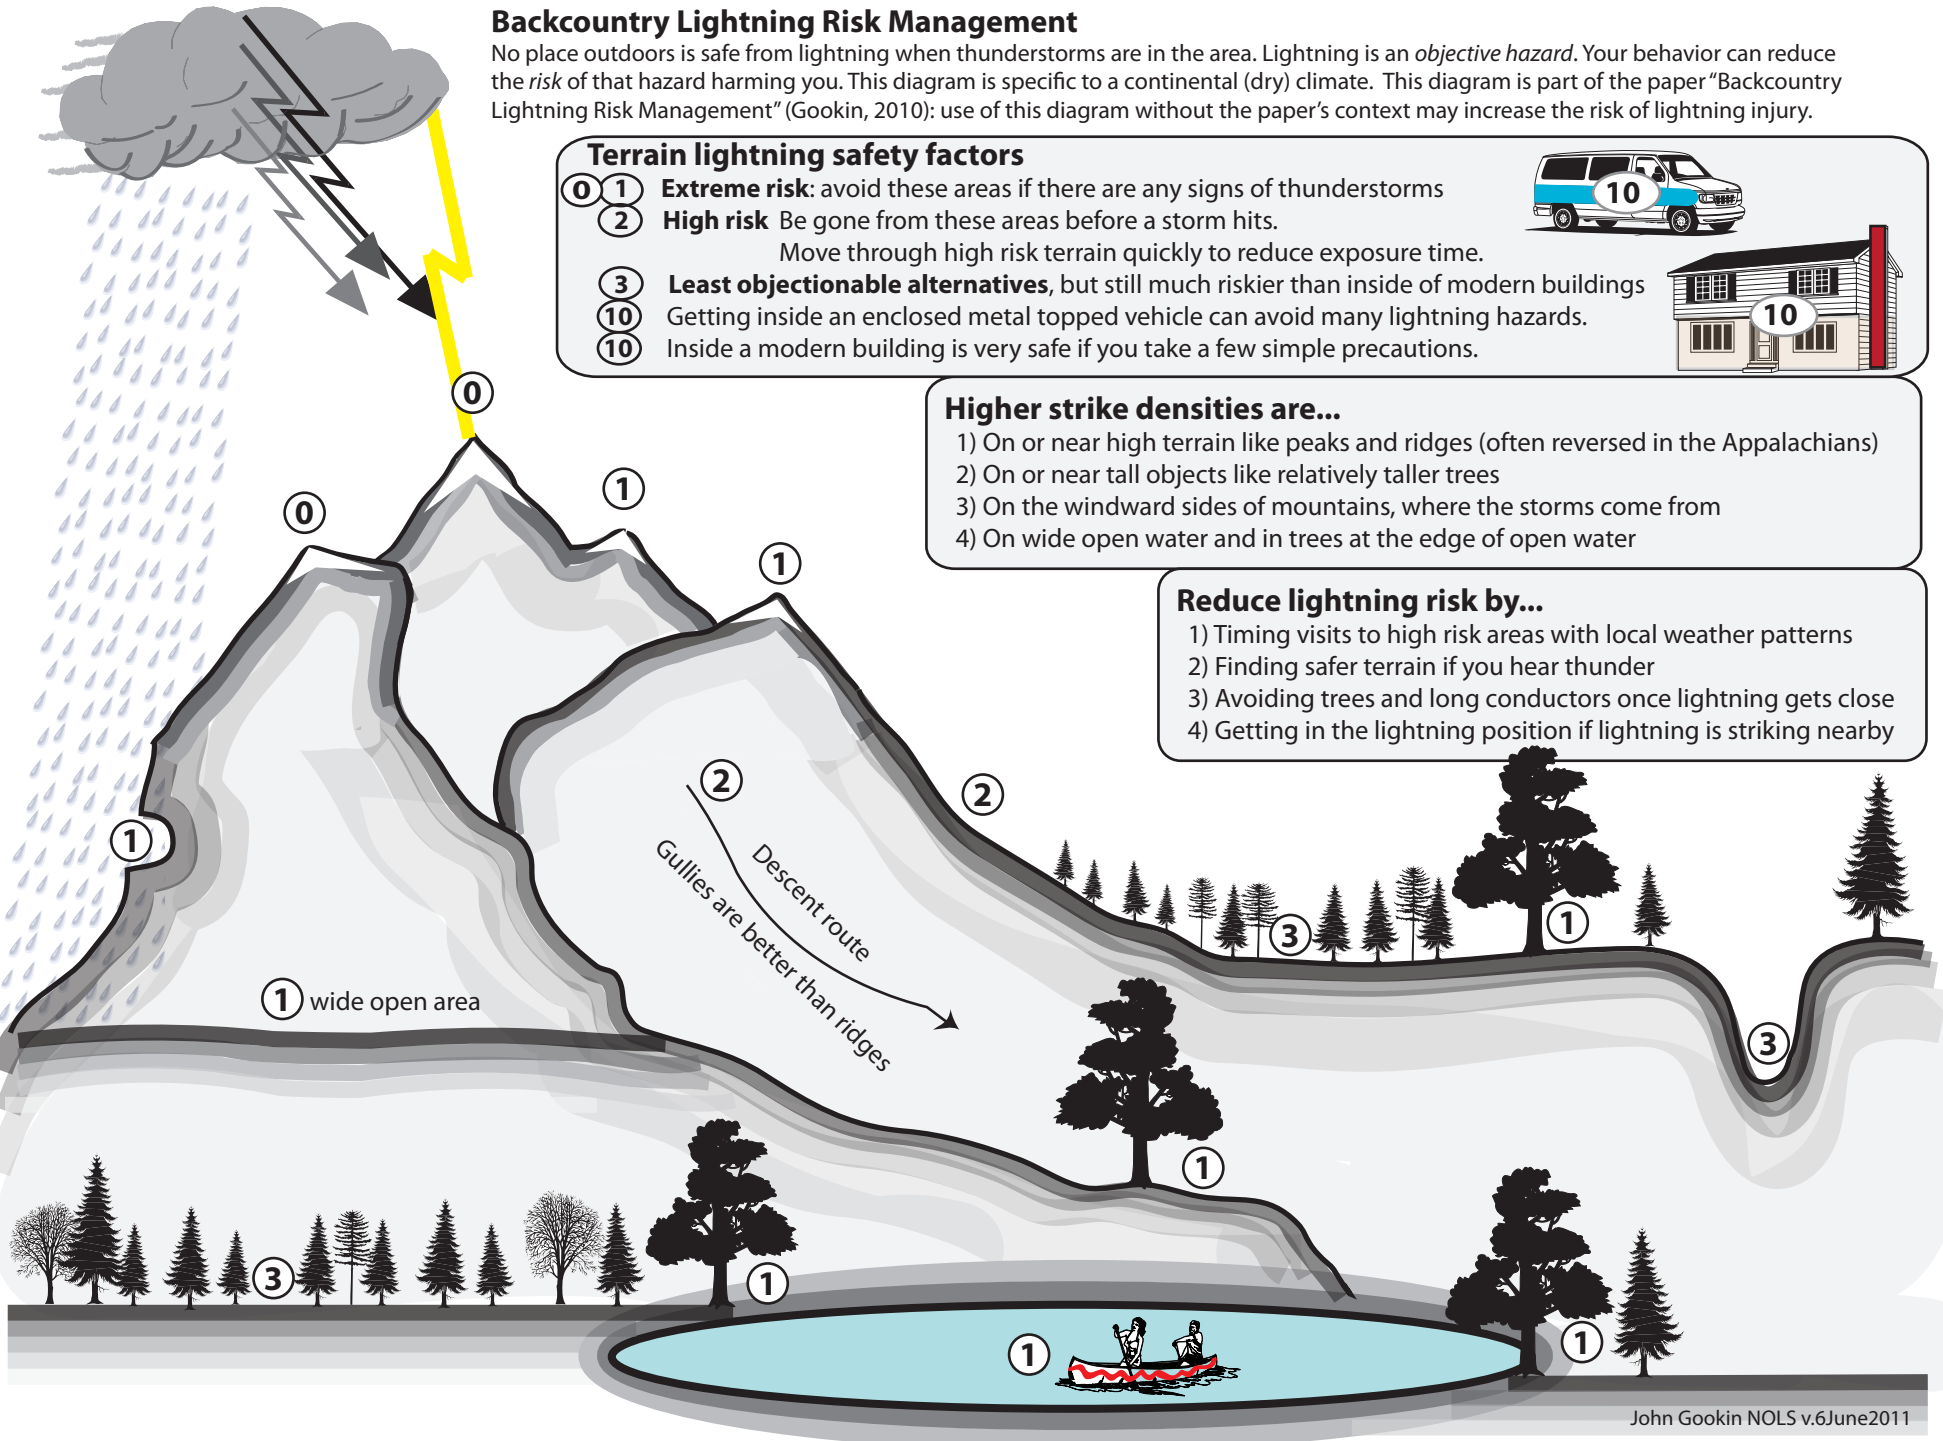 Backcountry Lightning Risk Management
No place outdoors is safe from lightning when thunderstorms are in the area. Lightning is an objective hazard. Your behavior can reduce
the risk of that hazard harming you. This diagram is specific to a continental (dry) climate. This diagram is part of the paper “Backcountry
Lightning Risk Management” (Gookin, 2010): use of this diagram without the paper’s context may increase the risk of lightning injury.
Terrain lightning safety factors
0 1 Extreme risk: avoid these areas if there are any signs of thunderstorms
2 High risk Be gone from these areas before a storm hits.
Move through high risk terrain quickly to reduce exposure time.
3 Least objectionable alternatives, but still much riskier than inside of modern buildings
10 Getting inside an enclosed metal topped vehicle can avoid many lightning hazards.
10 Inside a modern building is very safe if you take a few simple precautions.
10
10
Higher strike densities are...
1) On or near high terrain like peaks and ridges (often reversed in the Appalachians)
2) On or near tall objects like relatively taller trees
3) On the windward sides of mountains, where the storms come from
4) On wide open water and in trees at the edge of open water
Reduce lightning risk by...
1) Timing visits to high risk areas with local weather patterns
2) Finding safer terrain if you hear thunder
3) Avoiding trees and long conductors once lightning gets close
4) Getting in the lightning position if lightning is striking nearby
0
1
0
1
2
2
1
1
3
Descent route
Gullies are better than ridges
1 wide open area
3
1
3
1
1
1
1
John Gookin NOLS v.6June2011